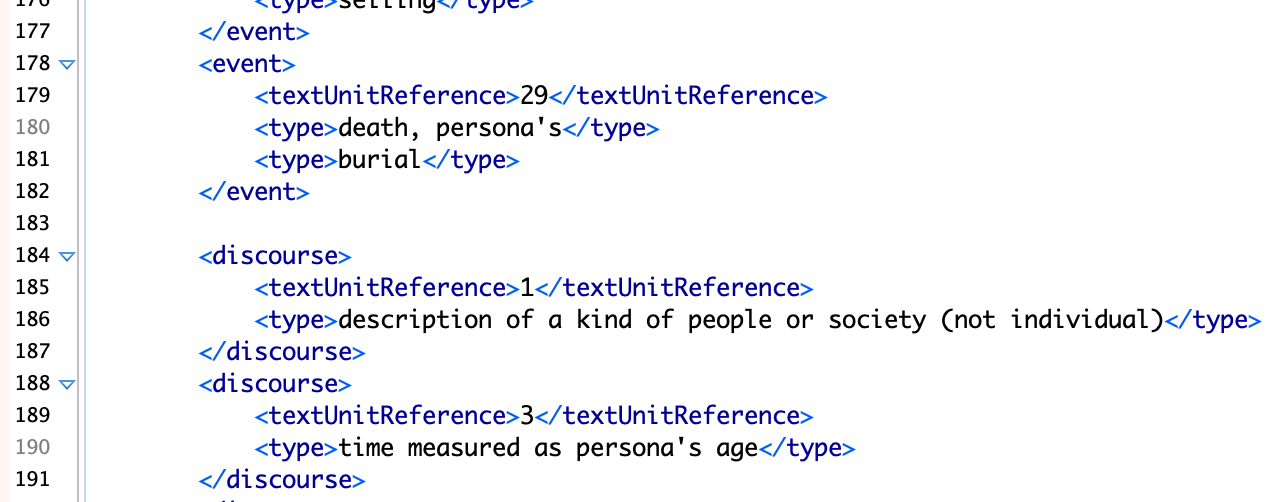 176 <type>selling</type>
177 </event>
178 <event>
179 <textUnitReference>29</textUnitReference>
180 <type>death, persona's</type>
181 <type>burial</type>
182 </event>
183
184 <discourse>
185 <textUnitReference>1</textUnitReference>
186 <type>description of a kind of people or society (not individual)</type>
187 </discourse>
188 <discourse>
189 <textUnitReference>3</textUnitReference>
190 <type>time measured as persona's age</type>
191 </discourse>